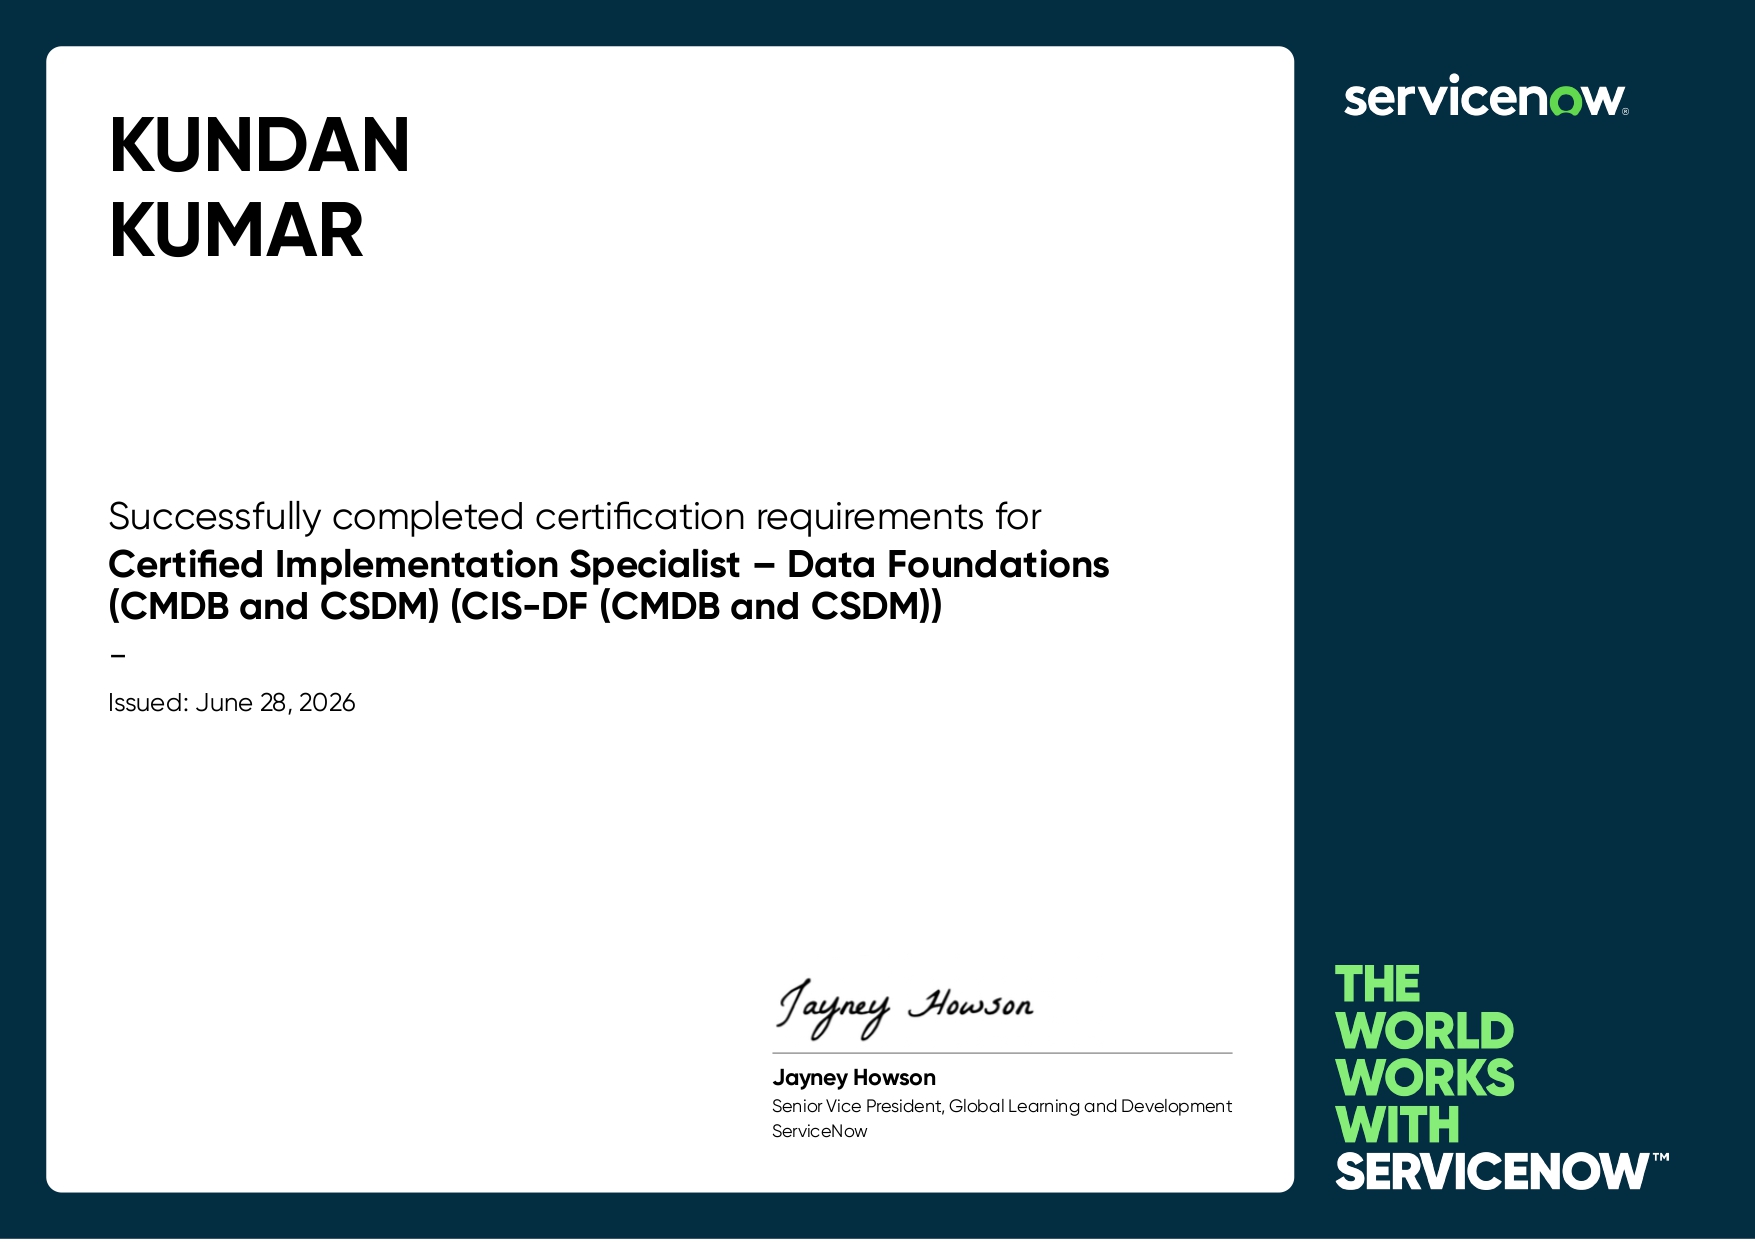 KUNDAN
KUMAR
Successfully completed certification requirements for
Certified Implementation Specialist – Data Foundations
(CMDB and CSDM) (CIS-DF (CMDB and CSDM))
–
Issued: June 28, 2026
Jayney Howson
Jayney Howson
Senior Vice President, Global Learning and Development
ServiceNow
servicenow®
THE
WORLD
WORKS
WITH
SERVICENOW™